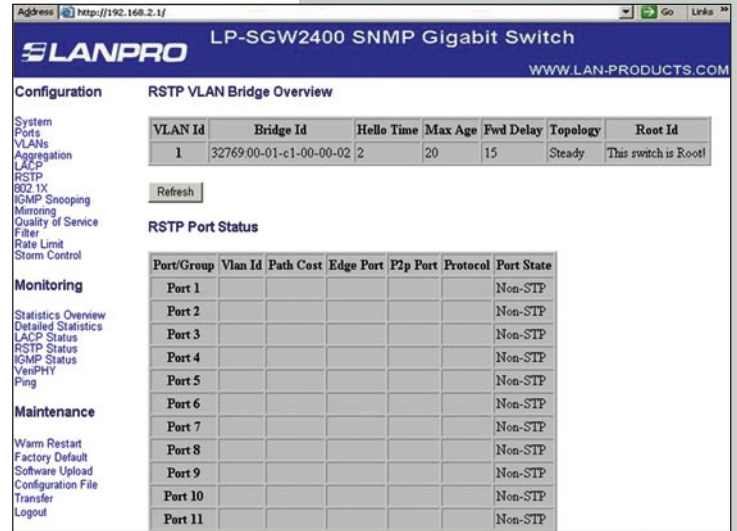 Address http://192.168.2.1/ Go Links »
LANPRO
LP-SGW2400 SNMP Gigabit Switch
WWW.LAN-PRODUCTS.COM
Configuration
System
Ports
VLANs
Aggregation
LACP
RSTP
802.1X
IGMP Snooping
Mirroring
Quality of Service
Filter
Rate Limit
Storm Control
Monitoring
Statistics Overview
Detailed Statistics
LACP Status
RSTP Status
IGMP Status
VeriPHY
Ping
Maintenance
Warm Restart
Factory Default
Software Upload
Configuration File
Transfer
Logout
RSTP VLAN Bridge Overview
VLAN Id Bridge Id Hello Time Max Age Fwd Delay Topology Root Id
1 32769:00-01-c1-00-00-02 2 20 15 Steady This switch is Root!
Refresh
RSTP Port Status
Port/Group Vlan Id Path Cost Edge Port P2p Port Protocol Port State
Port 1 Non-STP
Port 2 Non-STP
Port 3 Non-STP
Port 4 Non-STP
Port 5 Non-STP
Port 6 Non-STP
Port 7 Non-STP
Port 8 Non-STP
Port 9 Non-STP
Port 10 Non-STP
Port 11 Non-STP